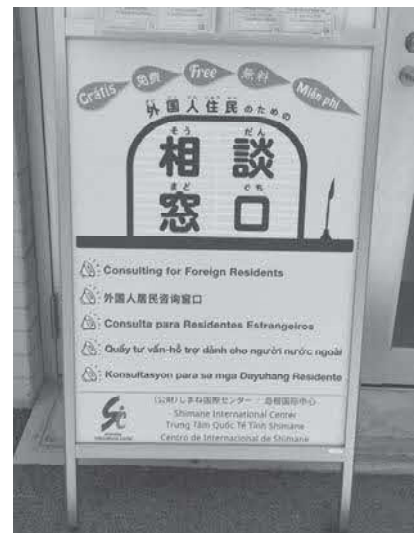 Grátis 免費 Free 無料 Miễn phí
外国人住民のための
そう だん
相談
まど ぐち
窓口
Consulting for Foreign Residents
外国人居民咨询窗口
Consulta para Residentes Estrangeiros
Quầy tư vấn-hỗ trợ dành cho người nước ngoài
Konsultasyon para sa mga Dayuhang Residente
(公財)しまね国際センター / 岛根国际中心
Shimane International Center
Trung Tâm Quốc Tế Tỉnh Shimane
Centro de Internacional de Shimane